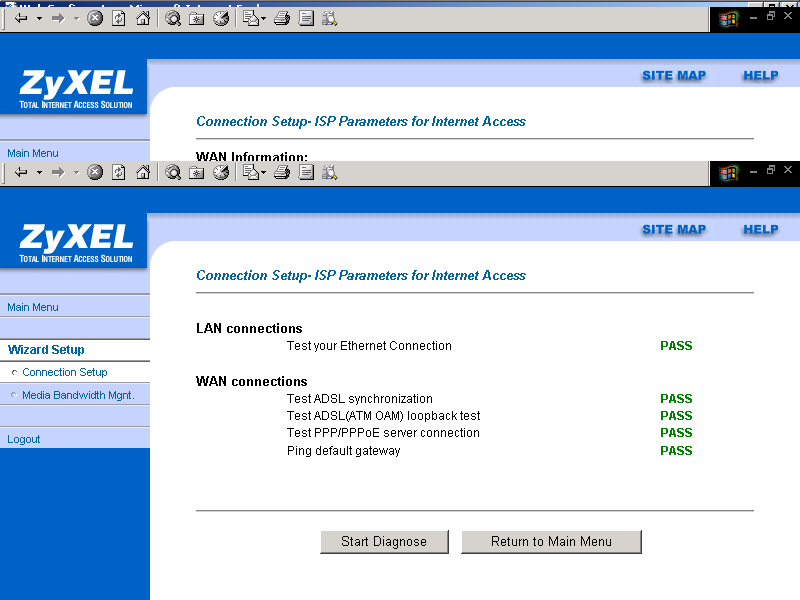 SITE MAP HELP
ZyXEL
TOTAL INTERNET ACCESS SOLUTION
Connection Setup- ISP Parameters for Internet Access
Main Menu
WAN Information:
SITE MAP HELP
ZyXEL
TOTAL INTERNET ACCESS SOLUTION
Connection Setup- ISP Parameters for Internet Access
Main Menu
Wizard Setup
Connection Setup
Media Bandwidth Mgnt.
Logout
LAN connections
Test your Ethernet Connection PASS
WAN connections
Test ADSL synchronization PASS
Test ADSL(ATM OAM) loopback test PASS
Test PPP/PPPoE server connection PASS
Ping default gateway PASS
Start Diagnose Return to Main Menu